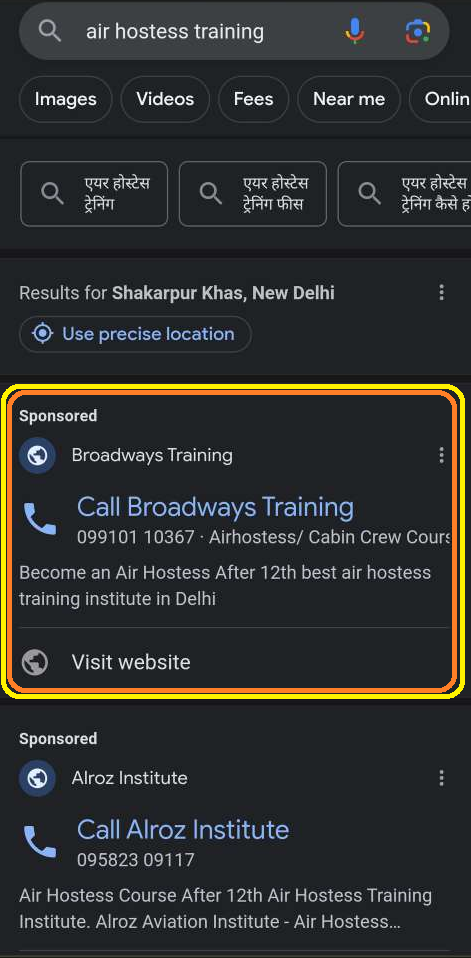 air hostess training
Images
Videos
Fees
Near me
Onlin
एयर होस्टेस
ट्रेनिंग
एयर होस्टेस
ट्रेनिंग फीस
एयर होस्टेस
ट्रेनिंग कैसे
Results for Shakarpur Khas, New Delhi
Use precise location
Sponsored
Broadways Training
Call Broadways Training
099101 10367 · Airhostess/ Cabin Crew Cours
Become an Air Hostess After 12th best air hostess
training institute in Delhi
Visit website
Sponsored
Alroz Institute
Call Alroz Institute
095823 09117
Air Hostess Course After 12th Air Hostess Training
Institute. Alroz Aviation Institute - Air Hostess...